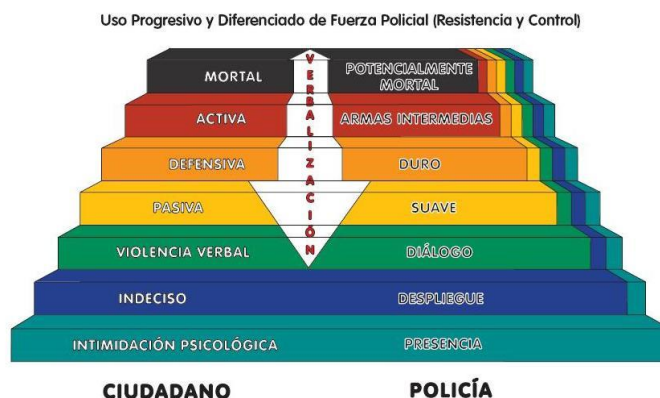 Uso Progresivo y Diferenciado de Fuerza Policial (Resistencia y Control)
VERBALIZACIÓN
MORTAL
POTENCIALMENTE
MORTAL
ACTIVA
ARMAS INTERMEDIAS
DEFENSIVA
DURO
PASIVA
SUAVE
VIOLENCIA VERBAL
DIÁLOGO
INDECISO
DESPLIEGUE
INTIMIDACIÓN PSICOLÓGICA
PRESENCIA
CIUDADANO
POLICÍA